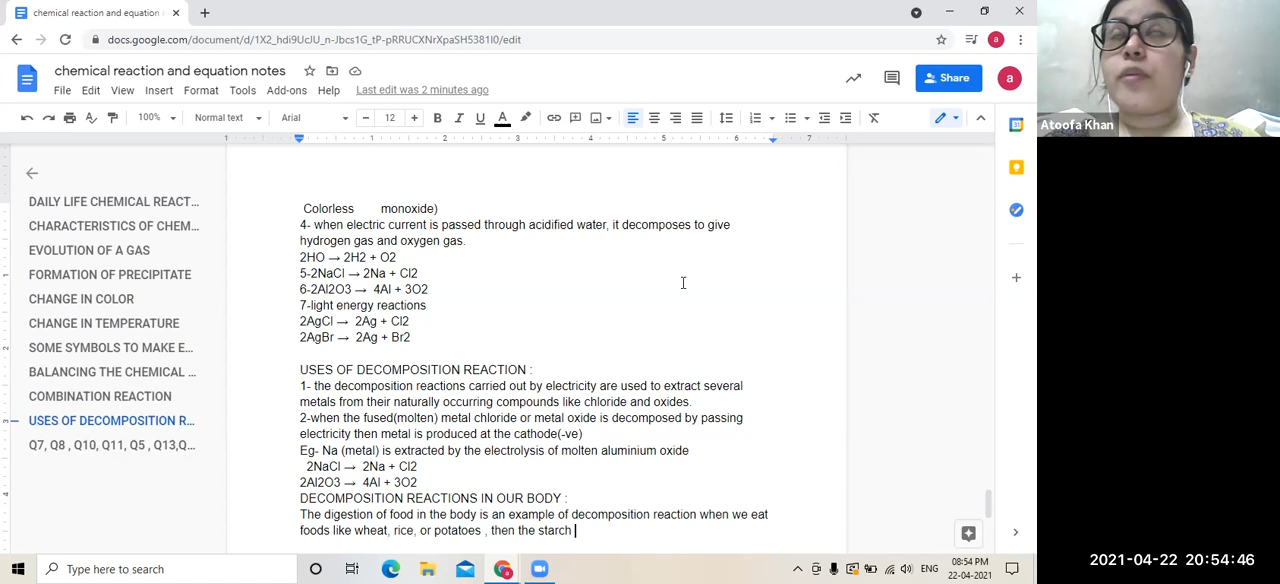 chemical reaction and equation n
docs.google.com/document/d/1X2_hdi9UcIU_n-Jbcs1G_tP-pRRUCXNrXpaSH5381I0/edit
chemical reaction and equation notes
File Edit View Insert Format Tools Add-ons Help Last edit was 2 minutes ago
Share
a
a
Atoofa Khan
100% Normal text Arial 12
1 1 2 3 4 5 6 7
DAILY LIFE CHEMICAL REACT...
CHARACTERISTICS OF CHEM...
EVOLUTION OF A GAS
FORMATION OF PRECIPITATE
CHANGE IN COLOR
CHANGE IN TEMPERATURE
SOME SYMBOLS TO MAKE E...
BALANCING THE CHEMICAL ...
COMBINATION REACTION
USES OF DECOMPOSITION R...
Q7, Q8 , Q10, Q11, Q5 , Q13,Q...
Colorless monoxide)
4- when electric current is passed through acidified water, it decomposes to give
hydrogen gas and oxygen gas.
2HO → 2H2 + O2
5-2NaCl → 2Na + Cl2
6-2Al2O3 → 4Al + 3O2
7-light energy reactions
2AgCl → 2Ag + Cl2
2AgBr → 2Ag + Br2
USES OF DECOMPOSITION REACTION :
1- the decomposition reactions carried out by electricity are used to extract several
metals from their naturally occurring compounds like chloride and oxides.
2-when the fused(molten) metal chloride or metal oxide is decomposed by passing
electricity then metal is produced at the cathode(-ve)
Eg- Na (metal) is extracted by the electrolysis of molten aluminium oxide
2NaCl → 2Na + Cl2
2Al2O3 → 4Al + 3O2
DECOMPOSITION REACTIONS IN OUR BODY :
The digestion of food in the body is an example of decomposition reaction when we eat
foods like wheat, rice, or potatoes , then the starch
Type here to search
ENG
08:54 PM
22-04-2021
2021-04-22 20:54:46